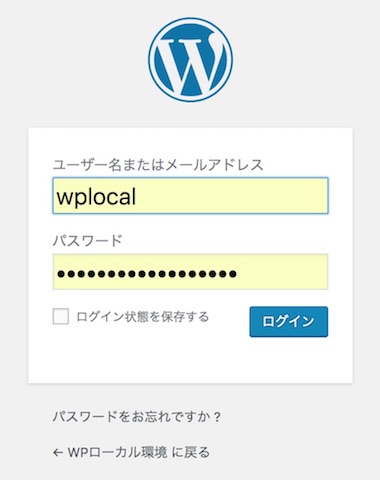 ユーザー名またはメールアドレス
wplocal
パスワード
••••••••••••••••••
ログイン状態を保存する
ログイン
パスワードをお忘れですか ?
← WPローカル環境 に戻る